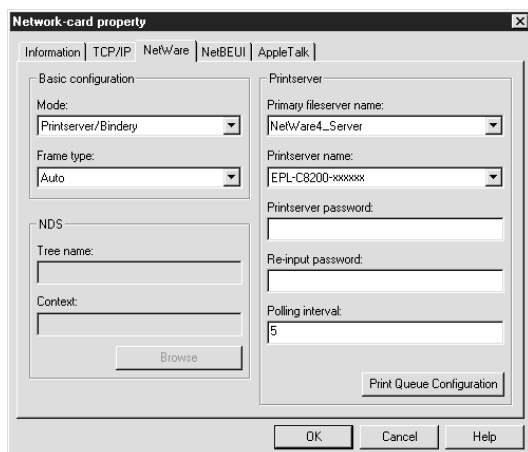 Network-card property
Information TCP/IP NetWare NetBEUI AppleTalk
Basic configuration
Mode:
Printserver/Bindery
Frame type:
Auto
NDS
Tree name:
Context:
Browse
Printserver
Primary fileserver name:
NetWare4_Server
Printserver name:
EPL-C8200-xxxxxx
Printserver password:
Re-input password:
Polling interval:
5
Print Queue Configuration
OK Cancel Help